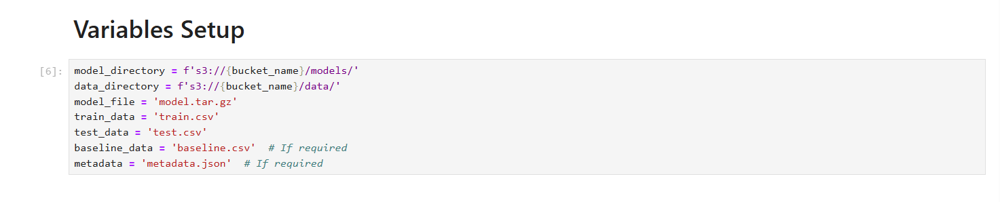 Variables Setup
[6]:
model_directory = f's3://{bucket_name}/models/'
data_directory = f's3://{bucket_name}/data/'
model_file = 'model.tar.gz'
train_data = 'train.csv'
test_data = 'test.csv'
baseline_data = 'baseline.csv'  # If required
metadata = 'metadata.json'  # If required